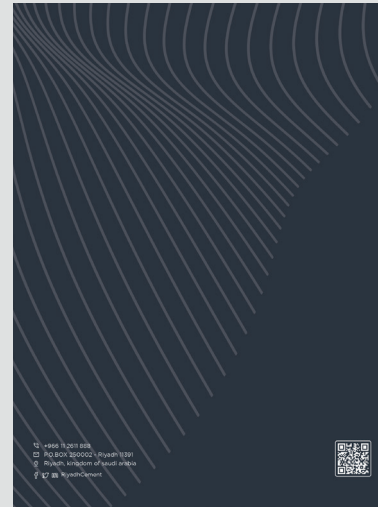 +966 11 2611 888
P.O.BOX 250002 - Riyadh 11391
Riyadh, kingdom of saudi arabia
RiyadhCement